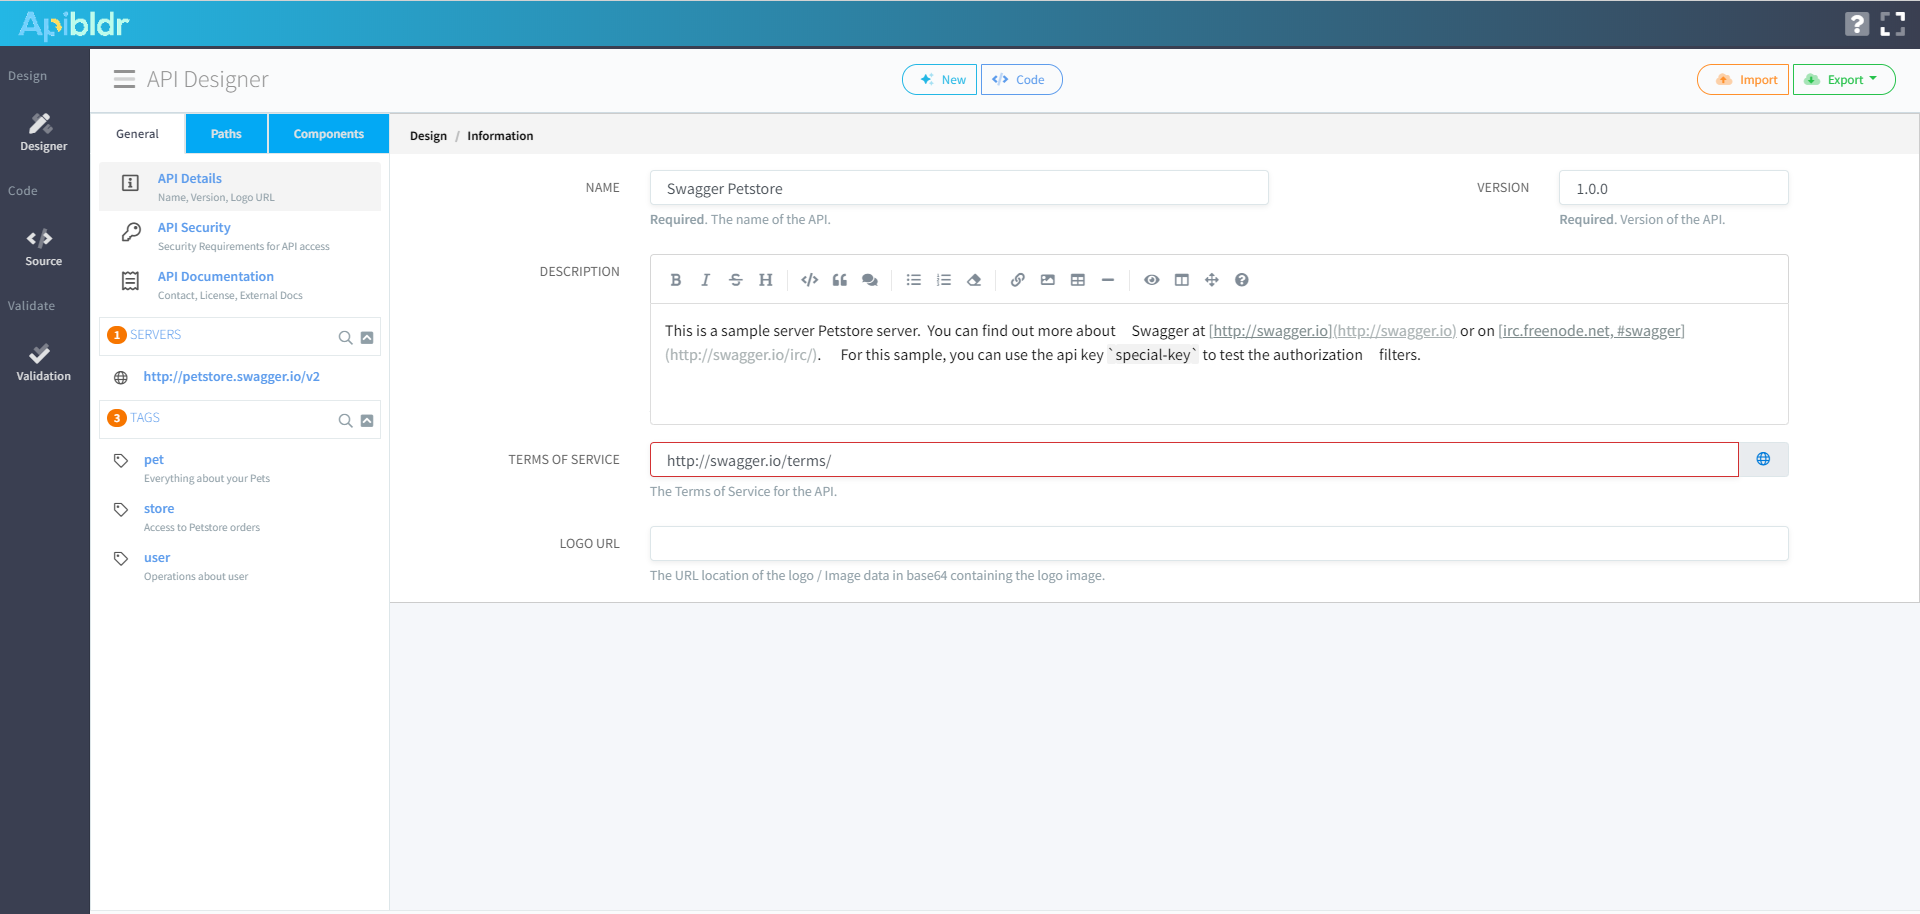 Apibldr
Design
Designer
Code
Source
Validate
Validation
API Designer
New
Code
Import
Export
General
Paths
Components
API Details
Name, Version, Logo URL
API Security
Security Requirements for API access
API Documentation
Contact, License, External Docs
1 SERVERS
http://petstore.swagger.io/v2
3 TAGS
pet
Everything about your Pets
store
Access to Petstore orders
user
Operations about user
Design / Information
NAME
Swagger Petstore
Required. The name of the API.
VERSION
1.0.0
Required. Version of the API.
DESCRIPTION
This is a sample server Petstore server.  You can find out more about     Swagger at [http://swagger.io](http://swagger.io) or on [irc.freenode.net, #swagger]
(http://swagger.io/irc/).     For this sample, you can use the api key `special-key` to test the authorization     filters.
TERMS OF SERVICE
http://swagger.io/terms/
The Terms of Service for the API.
LOGO URL
The URL location of the logo / Image data in base64 containing the logo image.